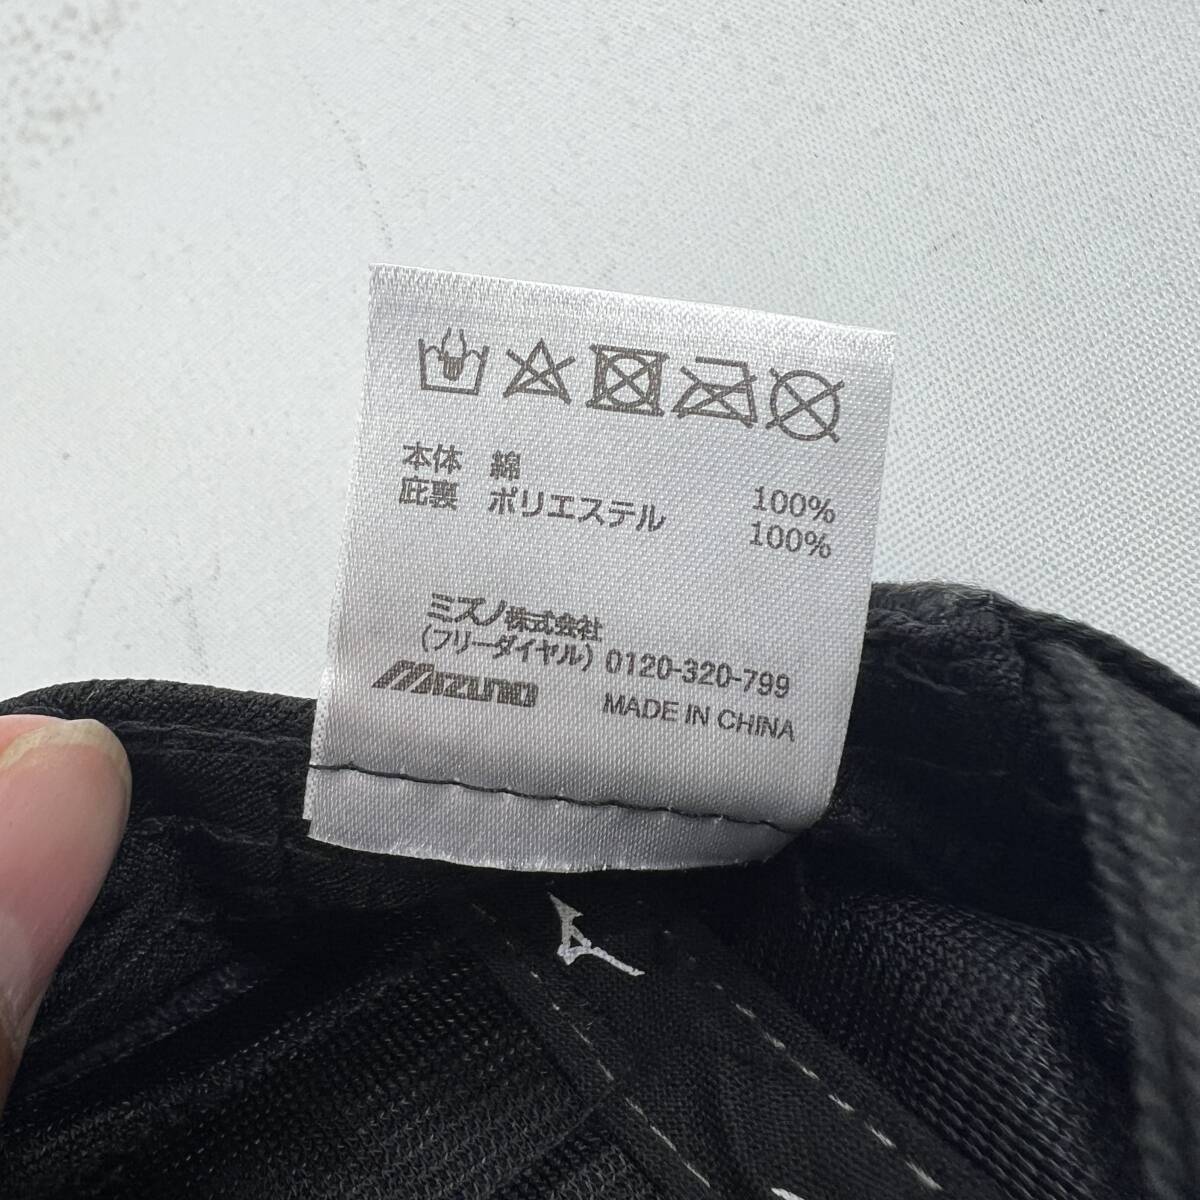 本体 綿 100%
庇裏 ポリエステル 100%
ミズノ株式会社
(フリーダイヤル) 0120-320-799
MIZUNO MADE IN CHINA